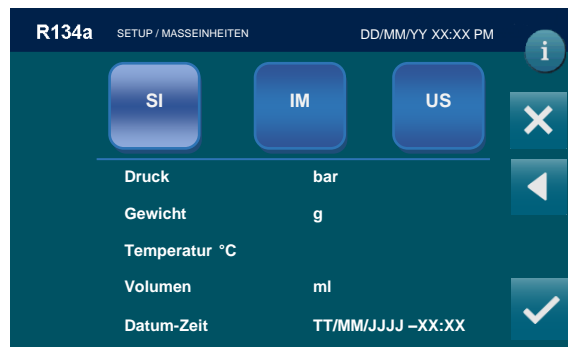 R134a SETUP / MASSEINHEITEN DD/MM/YY XX:XX PM
i
SI IM US
Druck bar
Gewicht g
Temperatur °C
Volumen ml
Datum-Zeit TT/MM/JJJJ –XX:XX